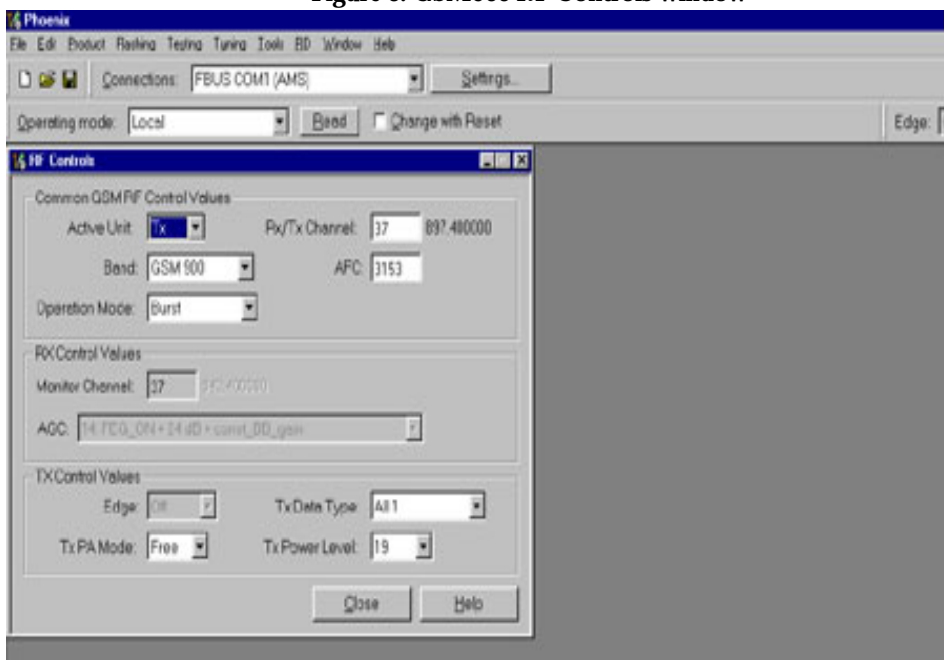 Phoenix
File Edit Product Flashing Testing Tuning Tools BD Window Help
Connections: FBUS COM1 (AMS) Settings...
Operating mode: Local Read Change with Reset Edge:
RF Controls
Common GSM RF Control Values
Active Unit: Tx Rx/Tx Channel: 37 897.400000
Band: GSM 900 AFC: 3153
Operation Mode: Burst
RX Control Values
Monitor Channel: 37
AGC:
TX Control Values
Edge: Off Tx Data Type: All 1
Tx PA Mode: Free Tx Power Level: 19
Close Help